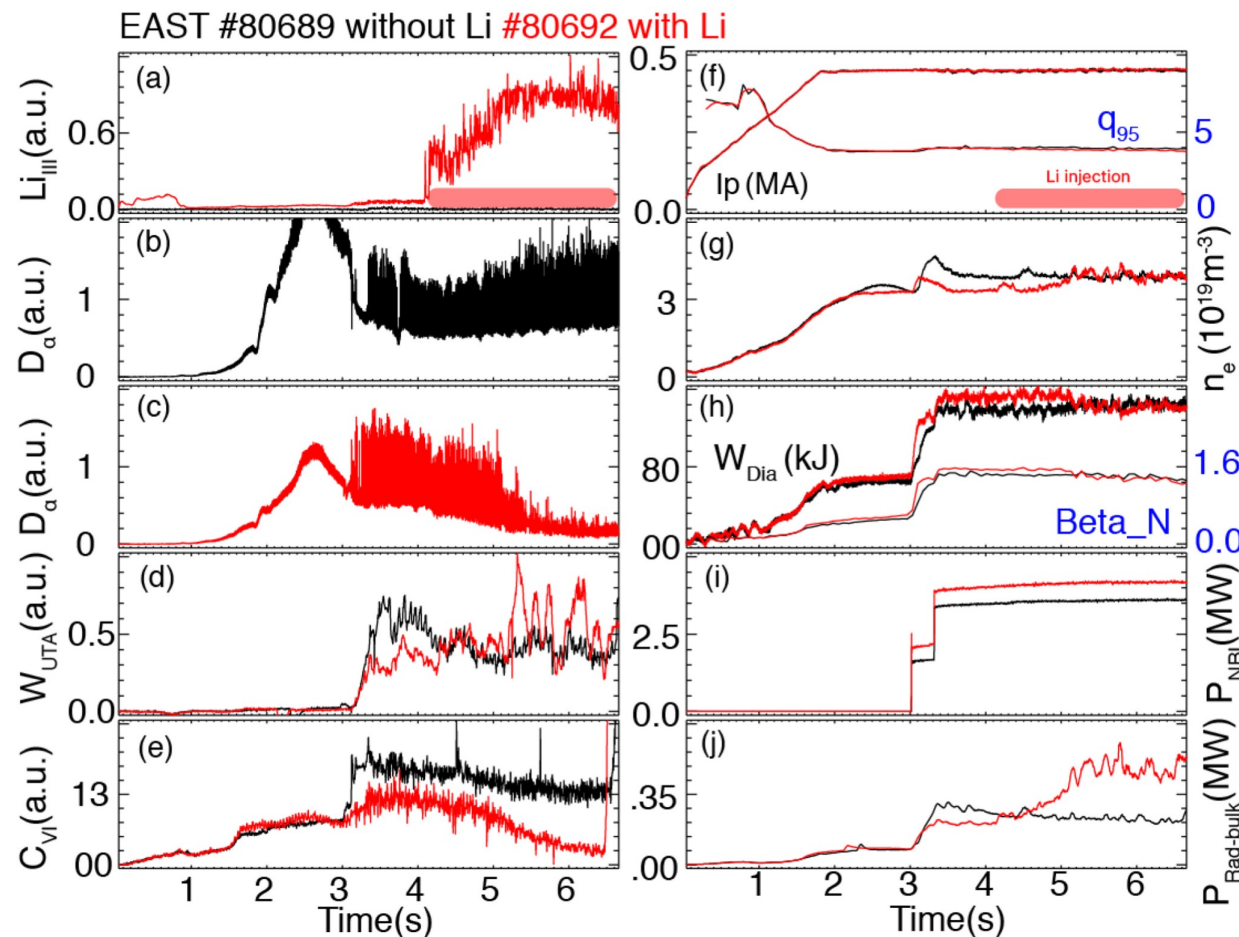 EAST #80689 without Li #80692 with Li
(a)
Li_III(a.u.)
0.6
0.0
(b)
D_α(a.u.)
1
0
(c)
D_α(a.u.)
1
0
(d)
W_UTA(a.u.)
0.5
0.0
(e)
C_VI(a.u.)
13
00
1 2 3 4 5 6
Time(s)
(f)
0.5
0.0
q_95
5
0
Ip (MA)
Li injection
(g)
3
0
n_e (10^19m^-3)
(h)
W_Dia (kJ)
80
00
1.6
0.0
Beta_N
(i)
2.5
0.0
P_NBI(MW)
(j)
.35
.00
P_Rad-bulk(MW)
1 2 3 4 5 6
Time(s)